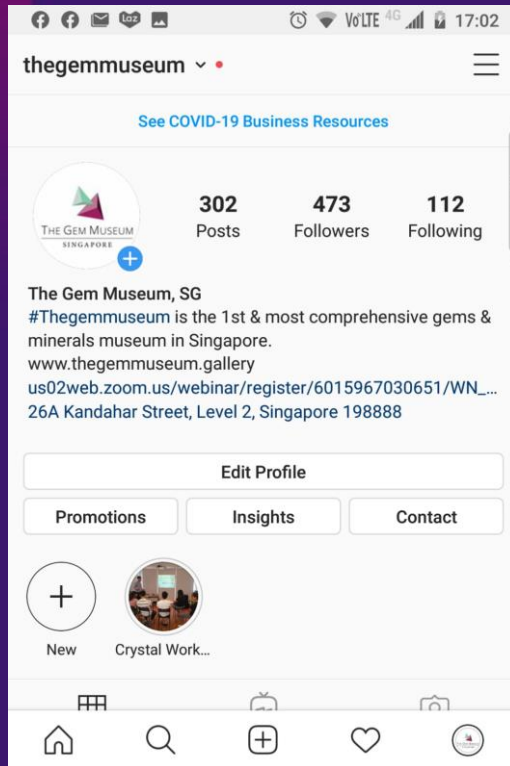 Laz
VoLTE 4G 17:02
thegemmuseum
See COVID-19 Business Resources
THE GEM MUSEUM
SINGAPORE
302 473 112
Posts Followers Following
The Gem Museum, SG
#Thegemmuseum is the 1st & most comprehensive gems &
minerals museum in Singapore.
www.thegemmuseum.gallery
us02web.zoom.us/webinar/register/6015967030651/WN_...
26A Kandahar Street, Level 2, Singapore 198888
Edit Profile
Promotions Insights Contact
New Crystal Work...